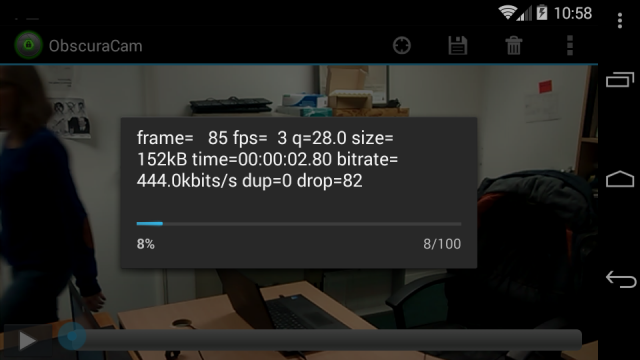 10:58
ObscuraCam
frame=   85 fps=  3 q=28.0 size=
152kB time=00:00:02.80 bitrate=
444.0kbits/s dup=0 drop=82
8%
8/100